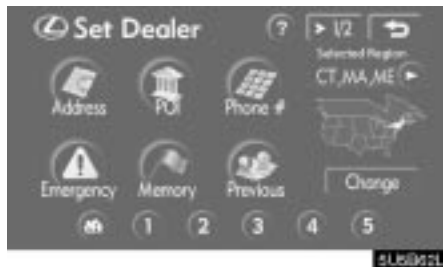 Set Dealer ? 1/2
Selected Region
CT,MA,ME
Address POI Phone #
Emergency Memory Previous
Change
1 2 3 4 5